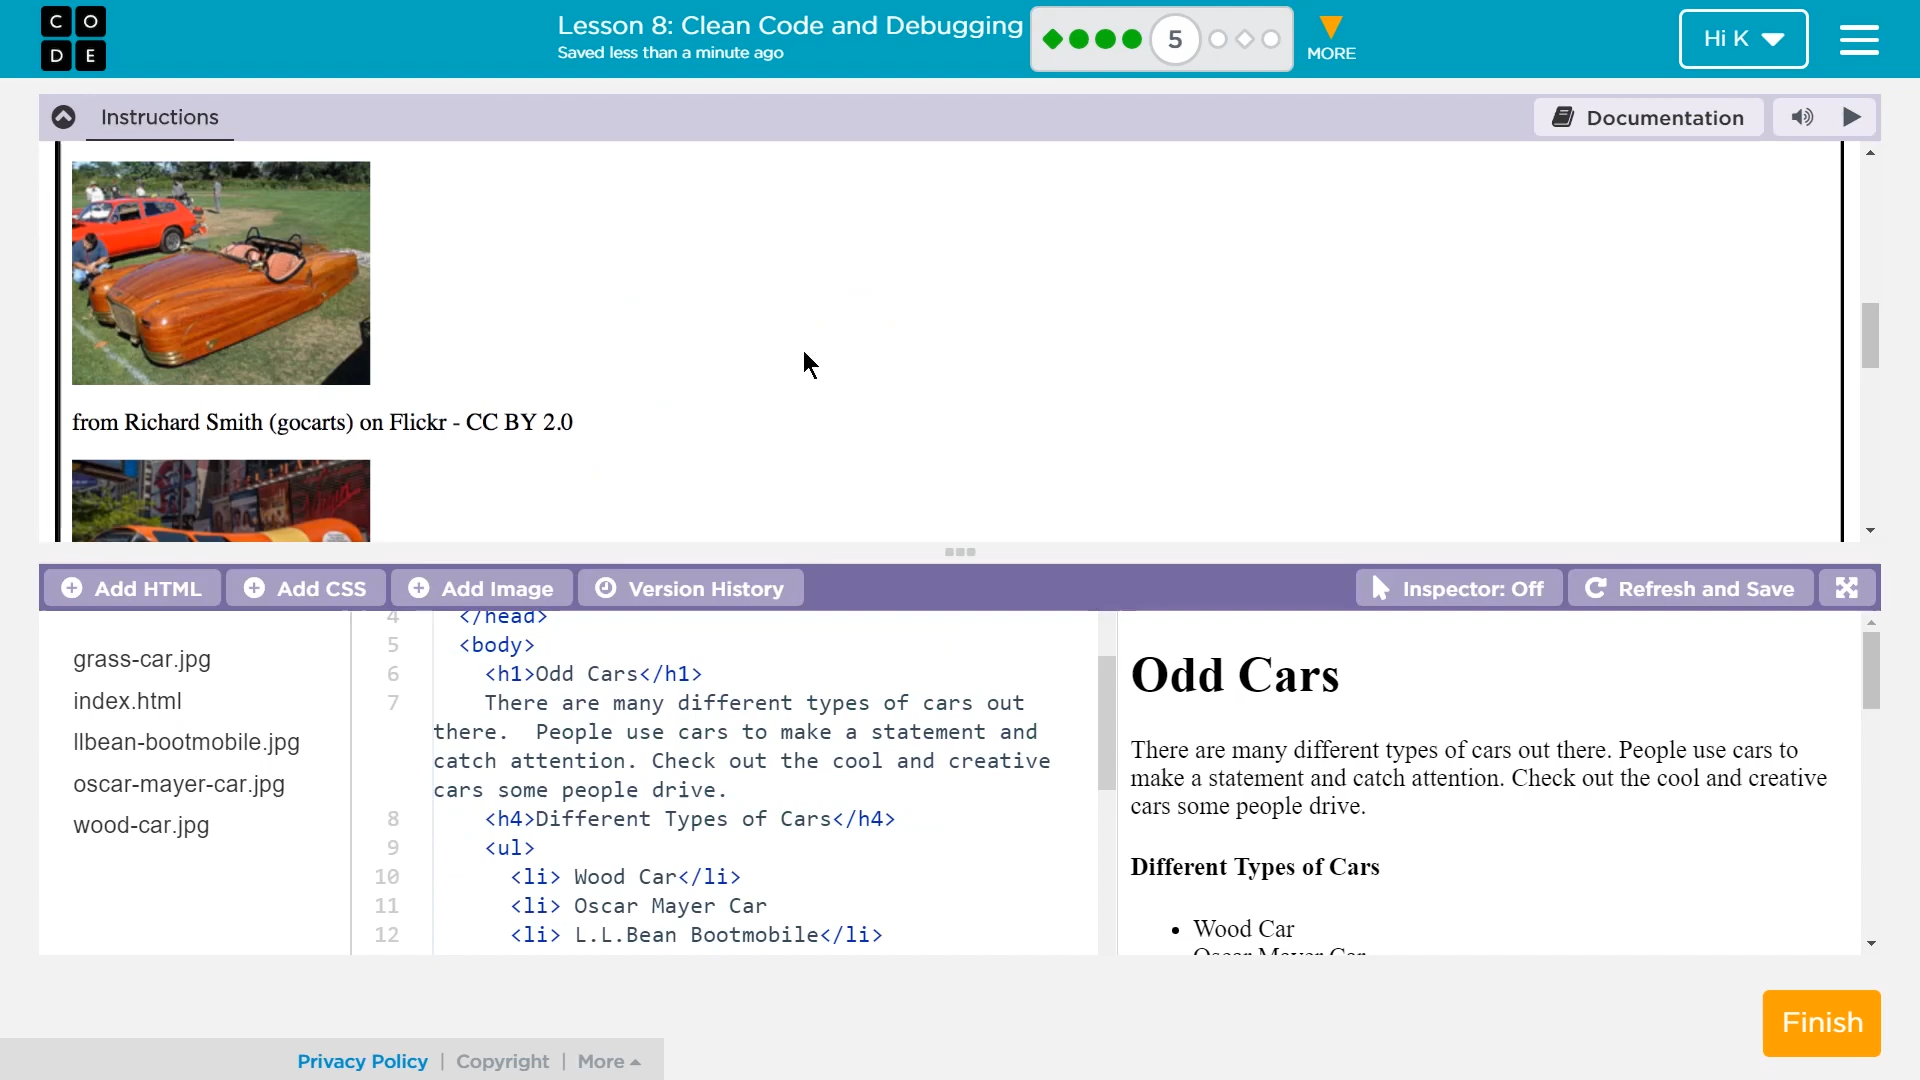 C O
D E
Lesson 8: Clean Code and Debugging
Saved less than a minute ago
5
MORE
Hi K
Instructions
Documentation
from Richard Smith (gocarts) on Flickr - CC BY 2.0
Add HTML
Add CSS
Add Image
Version History
Inspector: Off
Refresh and Save
grass-car.jpg
index.html
llbean-bootmobile.jpg
oscar-mayer-car.jpg
wood-car.jpg
4 </head>
5 <body>
6 <h1>Odd Cars</h1>
7 There are many different types of cars out
there.  People use cars to make a statement and
catch attention. Check out the cool and creative
cars some people drive.
8 <h4>Different Types of Cars</h4>
9 <ul>
10 <li> Wood Car</li>
11 <li> Oscar Mayer Car
12 <li> L.L.Bean Bootmobile</li>
Odd Cars
There are many different types of cars out there. People use cars to
make a statement and catch attention. Check out the cool and creative
cars some people drive.
Different Types of Cars
• Wood Car
Oscar Mayer Car
Finish
Privacy Policy | Copyright | More